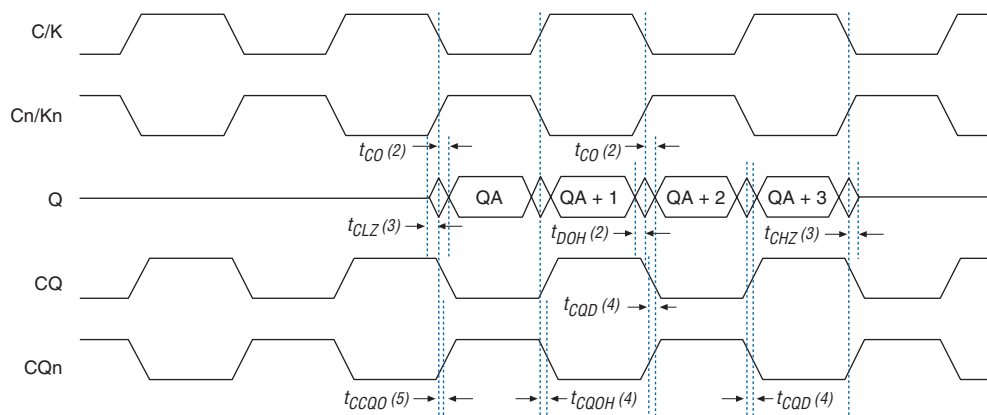 C/K
Cn/Kn
tCO (2) tCO (2)
Q QA QA + 1 QA + 2 QA + 3
tCLZ (3) tDOH (2) tCHZ (3)
CQ
tCQD (4)
CQn
tCCQO (5) tCQOH (4) tCQD (4)